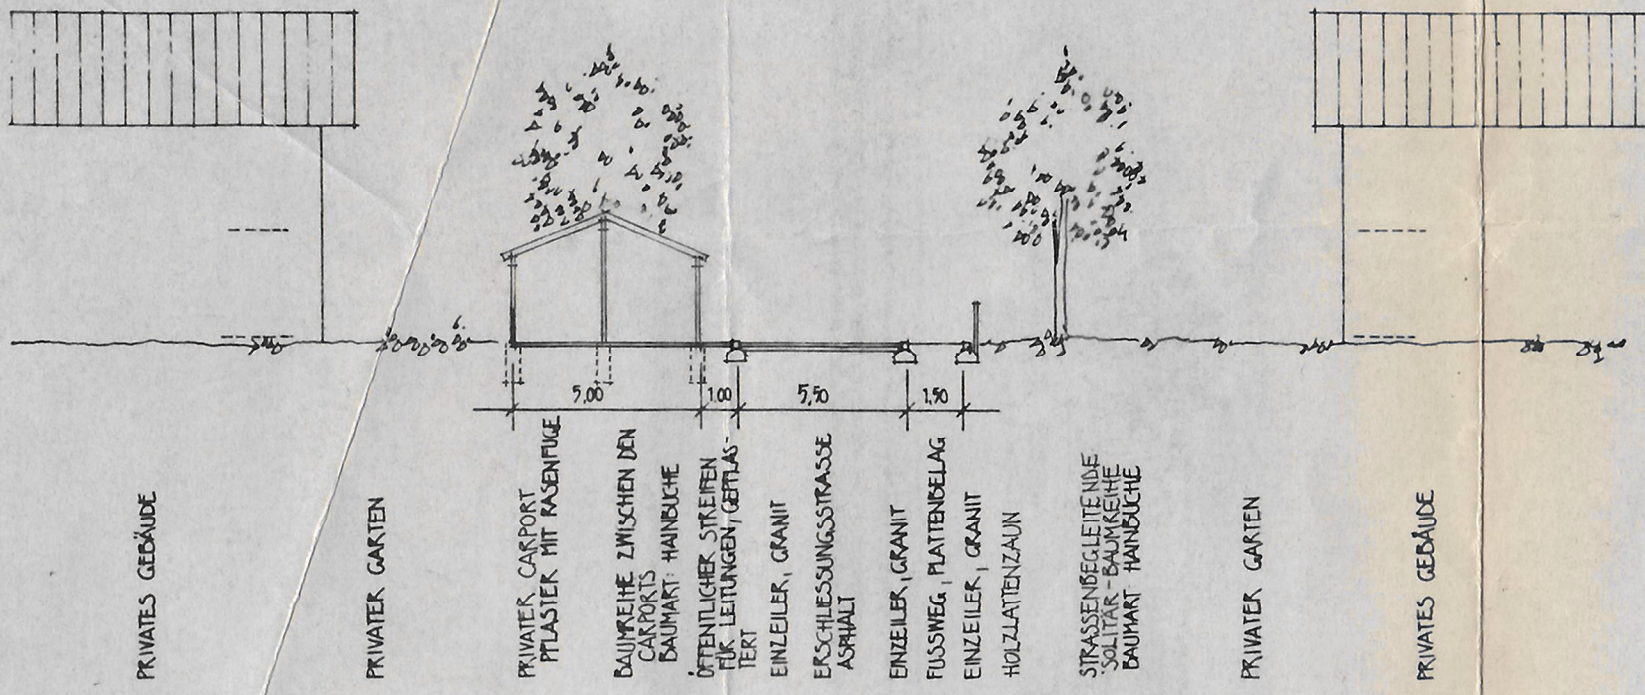 5,00
1.00
5,50
1,50
PRIVATES GEBÄUDE
PRIVATER GARTEN
PRIVATER CARPORT
PFLASTER MIT RASENFUGE
BAUMREIHE ZWISCHEN DEN
CARPORTS
BAUMART: HAINBUCHE
ÖFFENTLICHER STREIFEN
FÜR LEITUNGEN, GEPFLAS-
TERT
EINZEILER, GRANIT
ERSCHLIESSUNGSSTRASSE
ASPHALT
EINZEILER, GRANIT
FUSSWEG, PLATTENBELAG
EINZEILER, GRANIT
HOLZLATTENZAUN
STRASSENBEGLEITENDE
SOLITÄR-BAUMREIHE
BAUMART HAINBUCHE
PRIVATER GARTEN
PRIVATES GEBÄUDE